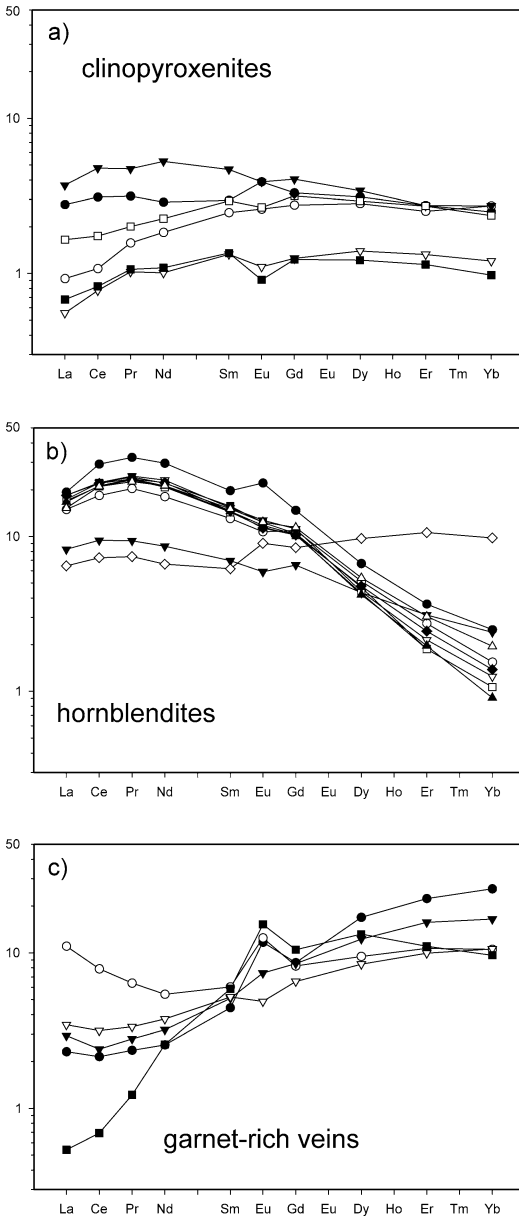 50
a)
clinopyroxenites
10
1
La Ce Pr Nd Sm Eu Gd Eu Dy Ho Er Tm Yb
50
b)
10
1
hornblendites
La Ce Pr Nd Sm Eu Gd Eu Dy Ho Er Tm Yb
50
c)
10
1
garnet-rich veins
La Ce Pr Nd Sm Eu Gd Eu Dy Ho Er Tm Yb